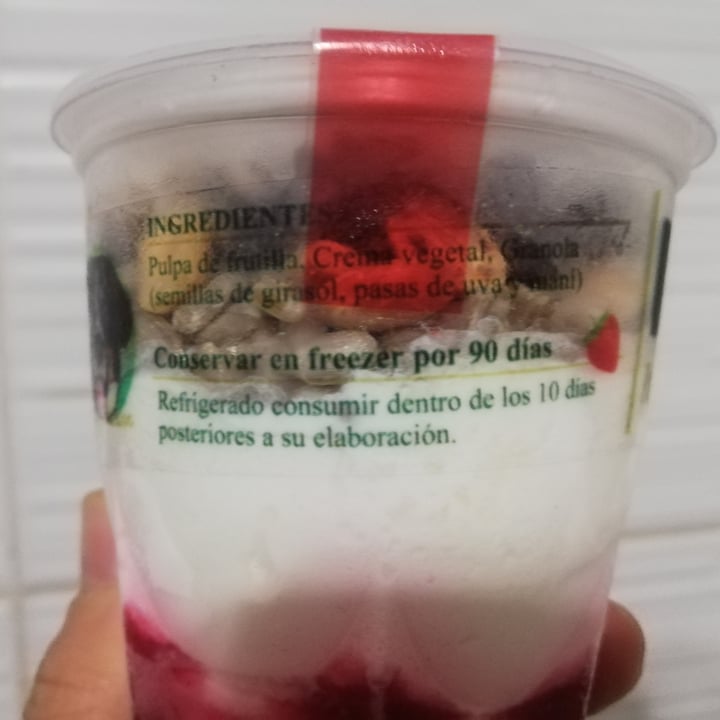 INGREDIENTES
Pulpa de frutilla, Crema vegetal, Granola
(semillas de girasol, pasas de uva y maní)
Conservar en freezer por 90 días
Refrigerado consumir dentro de los 10 días
posteriores a su elaboración.